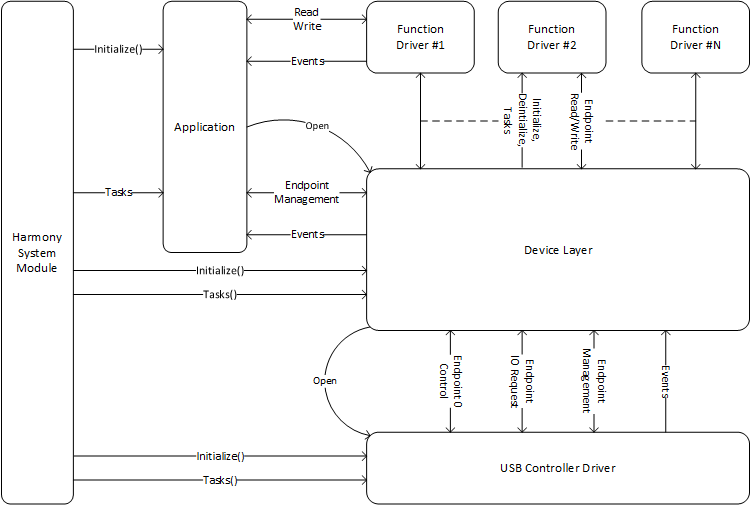 Read
Write
Function
Driver #1
Function
Driver #2
Function
Driver #N
Initialize()
Events
Application
Open
Initialize,
Deintialize,
Tasks
Endpoint
Read/Write
Tasks
Endpoint
Management
Events
Harmony
System
Module
Device Layer
Initialize()
Tasks()
Open
Endpoint 0
Control
Endpoint
IO Request
Endpoint
Management
Events
Initialize()
USB Controller Driver
Tasks()